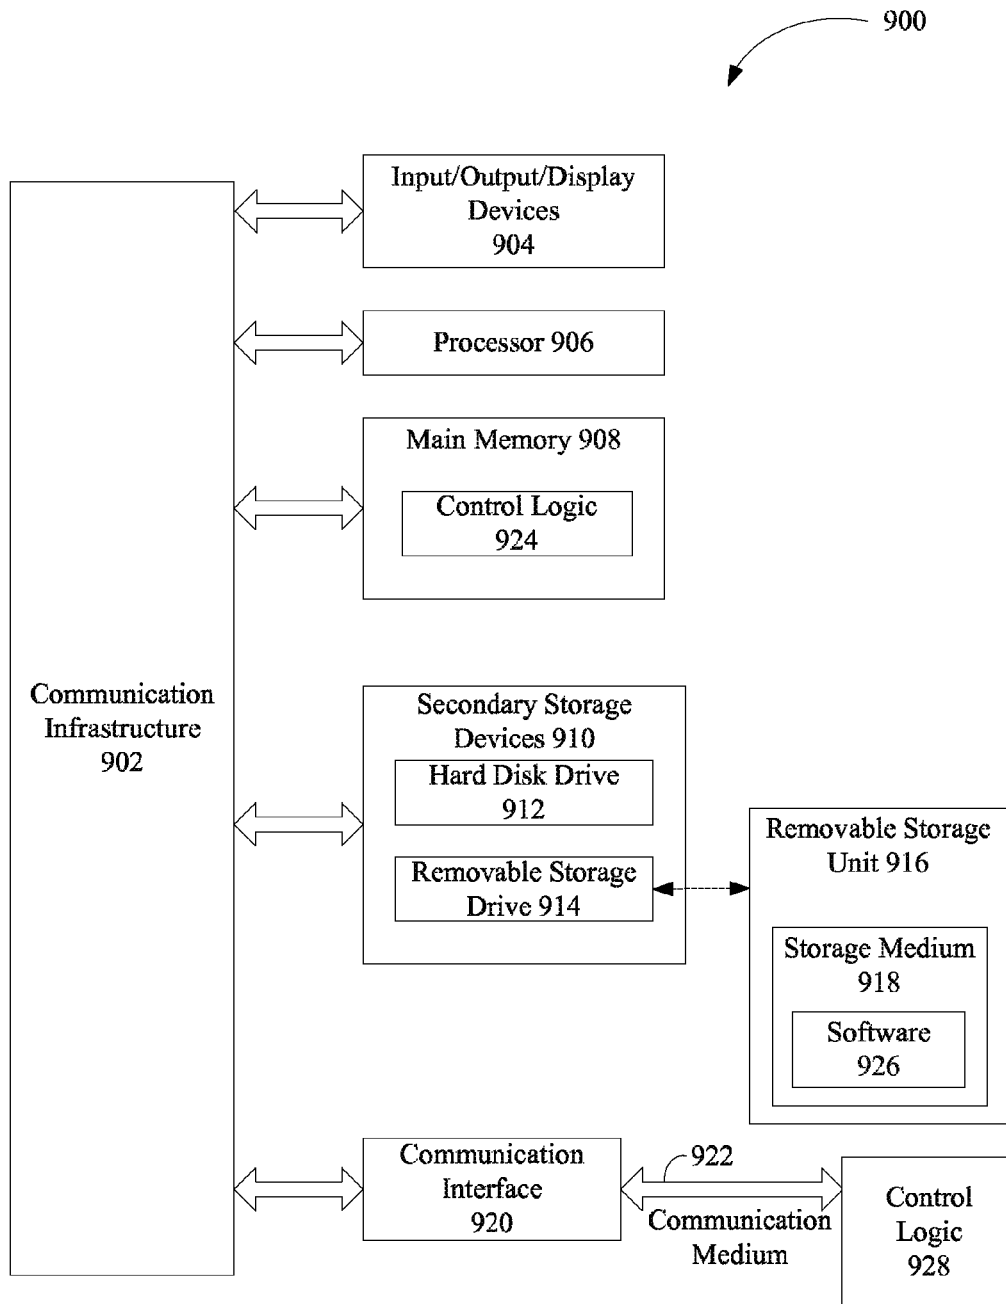 900
Input/Output/Display
Devices
904
Processor 906
Main Memory 908
Control Logic
924
Communication
Infrastructure
902
Secondary Storage
Devices 910
Hard Disk Drive
912
Removable Storage
Drive 914
Removable Storage
Unit 916
Storage Medium
918
Software
926
Communication
Interface
920
922
Communication
Medium
Control
Logic
928